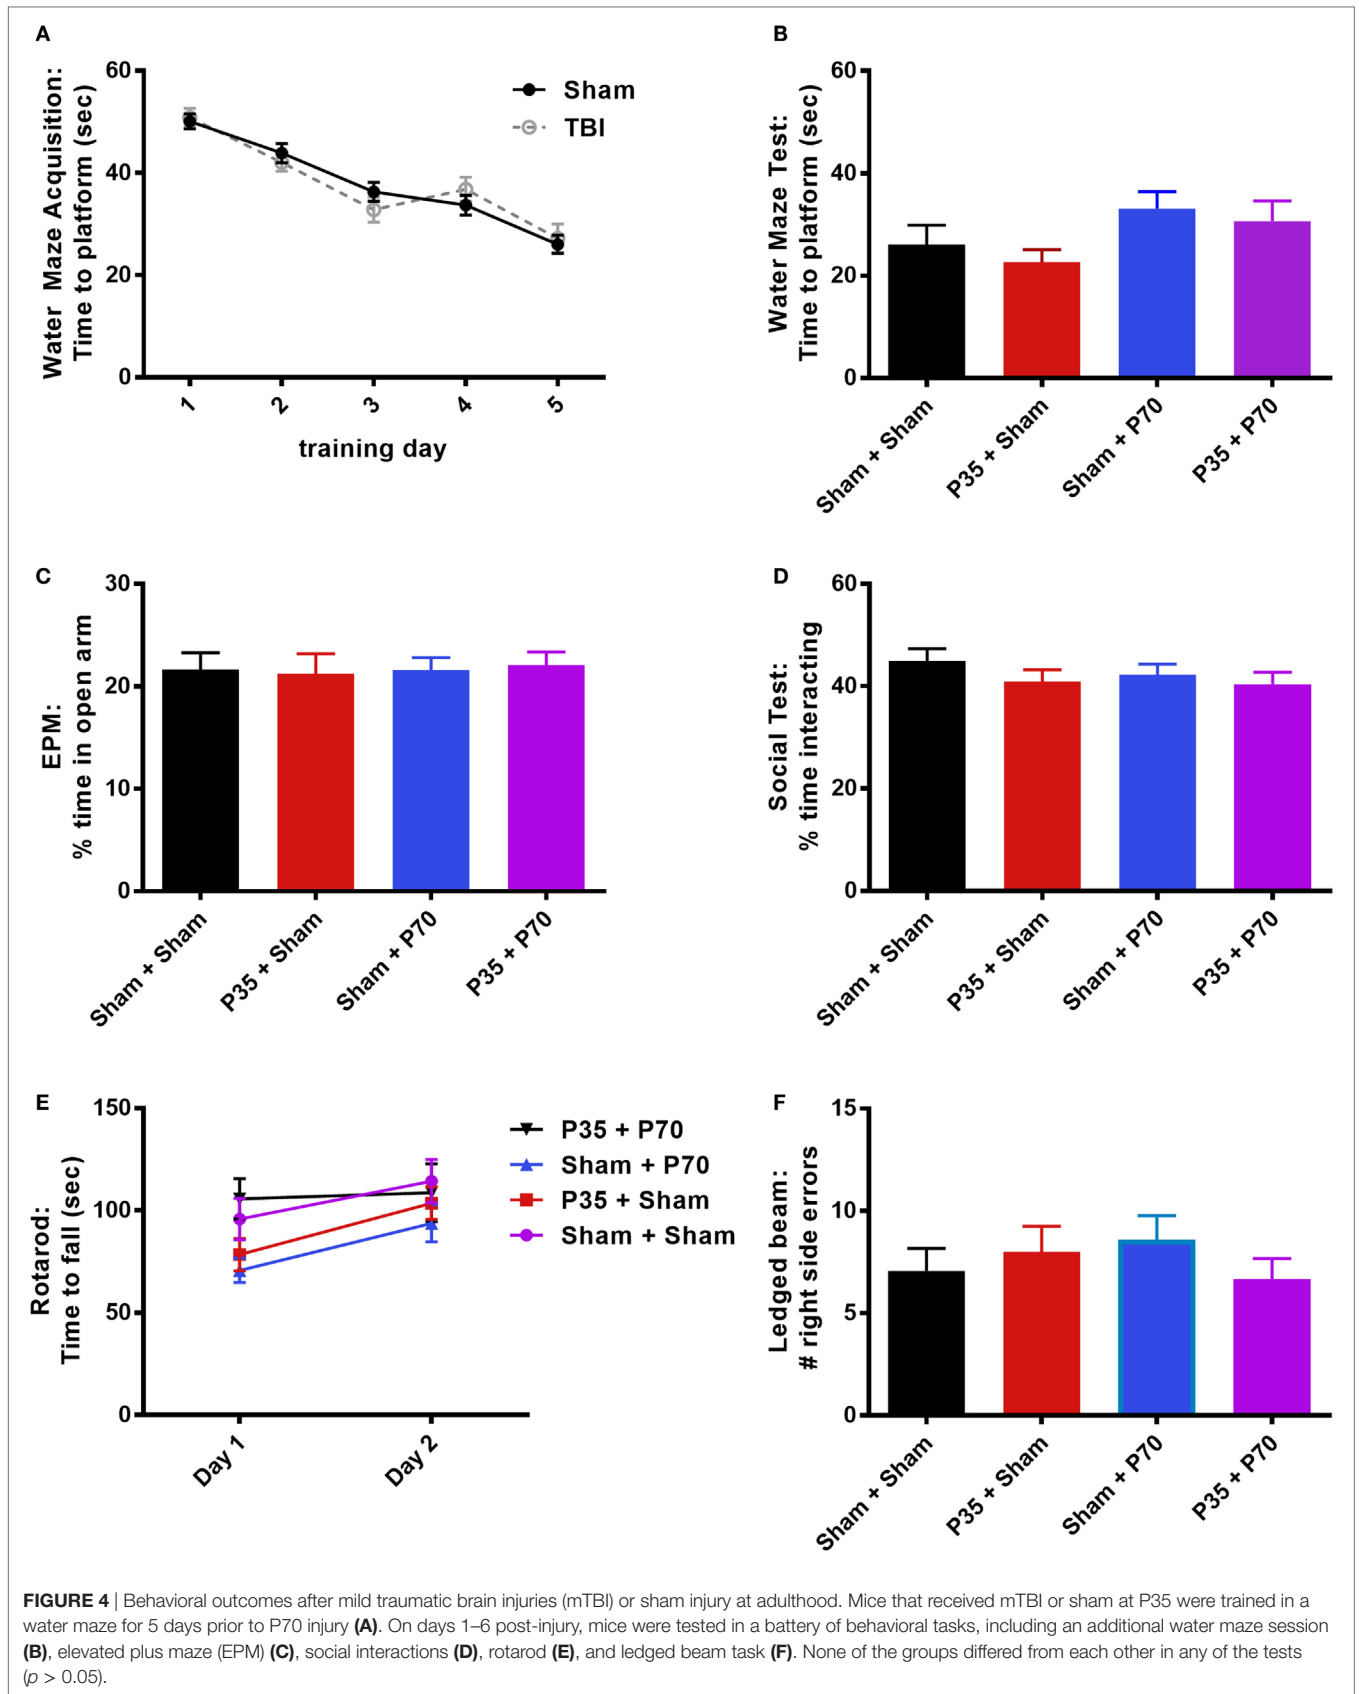 A
Water Maze Acquisition:
Time to platform (sec)
60
40
20
0
1
2
3
4
5
training day
Sham
TBI
B
Water Maze Test:
Time to platform (sec)
60
40
20
0
Sham + Sham
P35 + Sham
Sham + P70
P35 + P70
C
EPM:
% time in open arm
30
20
10
0
Sham + Sham
P35 + Sham
Sham + P70
P35 + P70
D
Social Test:
% time interacting
60
40
20
0
Sham + Sham
P35 + Sham
Sham + P70
P35 + P70
E
Rotarod:
Time to fall (sec)
150
100
50
0
Day 1
Day 2
P35 + P70
Sham + P70
P35 + Sham
Sham + Sham
F
Ledged beam:
# right side errors
15
10
5
0
Sham + Sham
P35 + Sham
Sham + P70
P35 + P70
FIGURE 4 | Behavioral outcomes after mild traumatic brain injuries (mTBI) or sham injury at adulthood. Mice that received mTBI or sham at P35 were trained in a
water maze for 5 days prior to P70 injury (A). On days 1–6 post-injury, mice were tested in a battery of behavioral tasks, including an additional water maze session
(B), elevated plus maze (EPM) (C), social interactions (D), rotarod (E), and ledged beam task (F). None of the groups differed from each other in any of the tests
(p > 0.05).